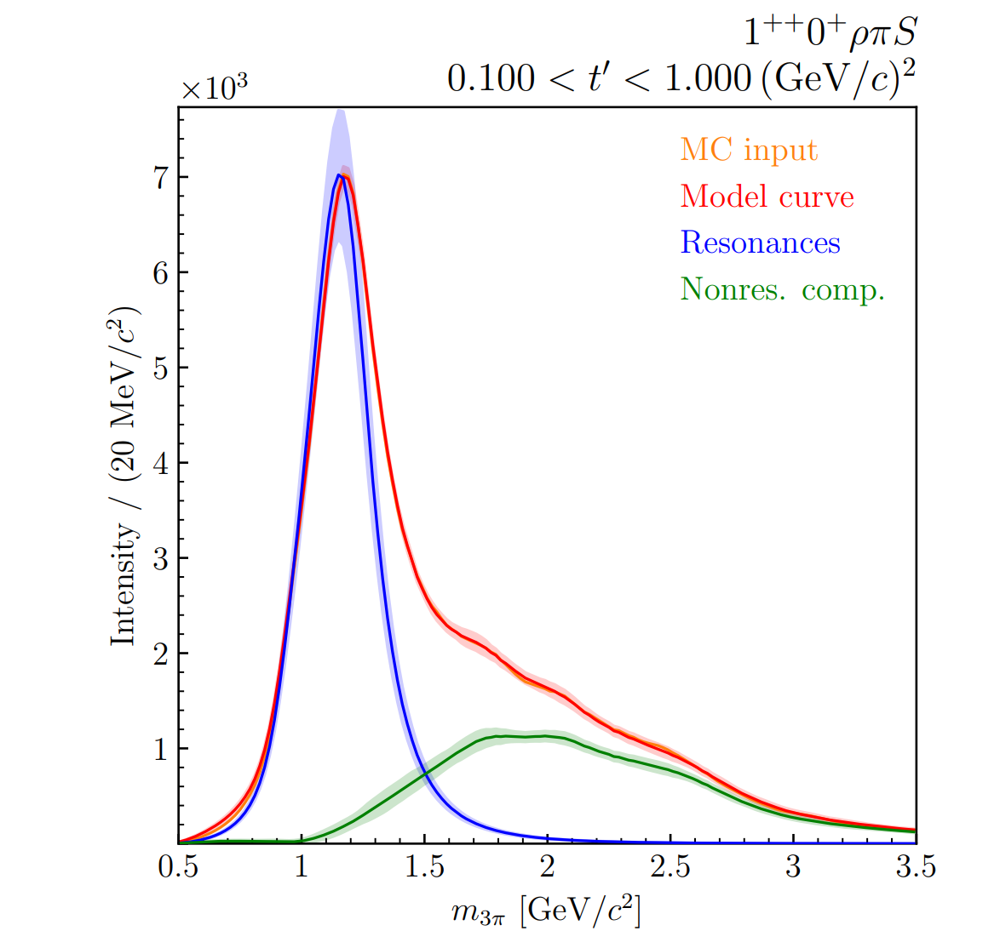 1⁺⁺0⁺ρπS
0.100 < t′ < 1.000 (GeV/c)²
×10³
MC input
Model curve
Resonances
Nonres. comp.
7
6
5
4
3
2
1
Intensity / (20 MeV/c²)
0.5 1 1.5 2 2.5 3 3.5
m₃π [GeV/c²]